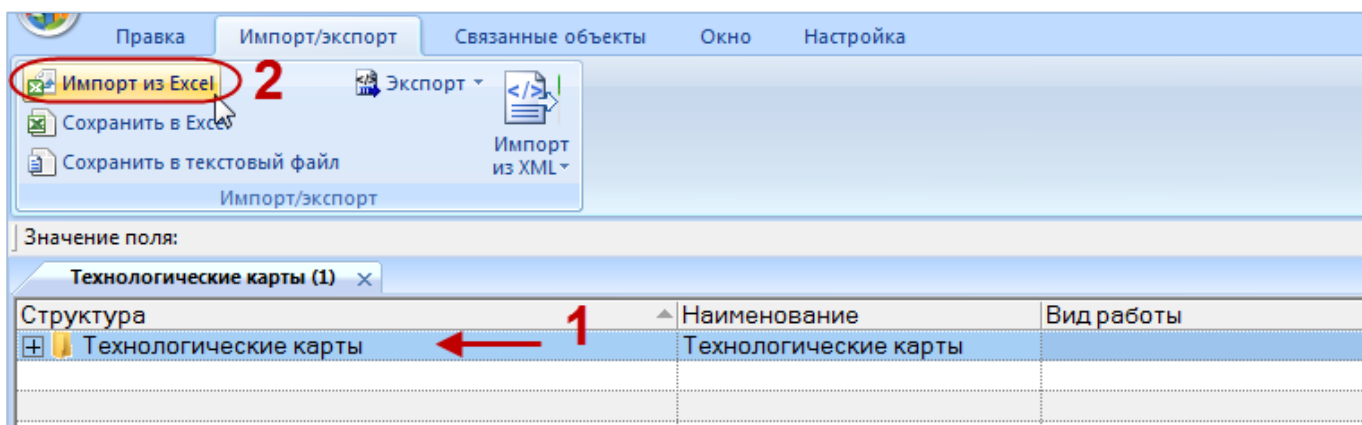 Правка Импорт/экспорт Связанные объекты Окно Настройка
Импорт из Excel 2 Экспорт
Сохранить в Excel
Сохранить в текстовый файл
Импорт
из XML
Импорт/экспорт
Значение поля:
Технологические карты (1)
Структура Наименование Вид работы
Технологические карты 1 Технологические карты